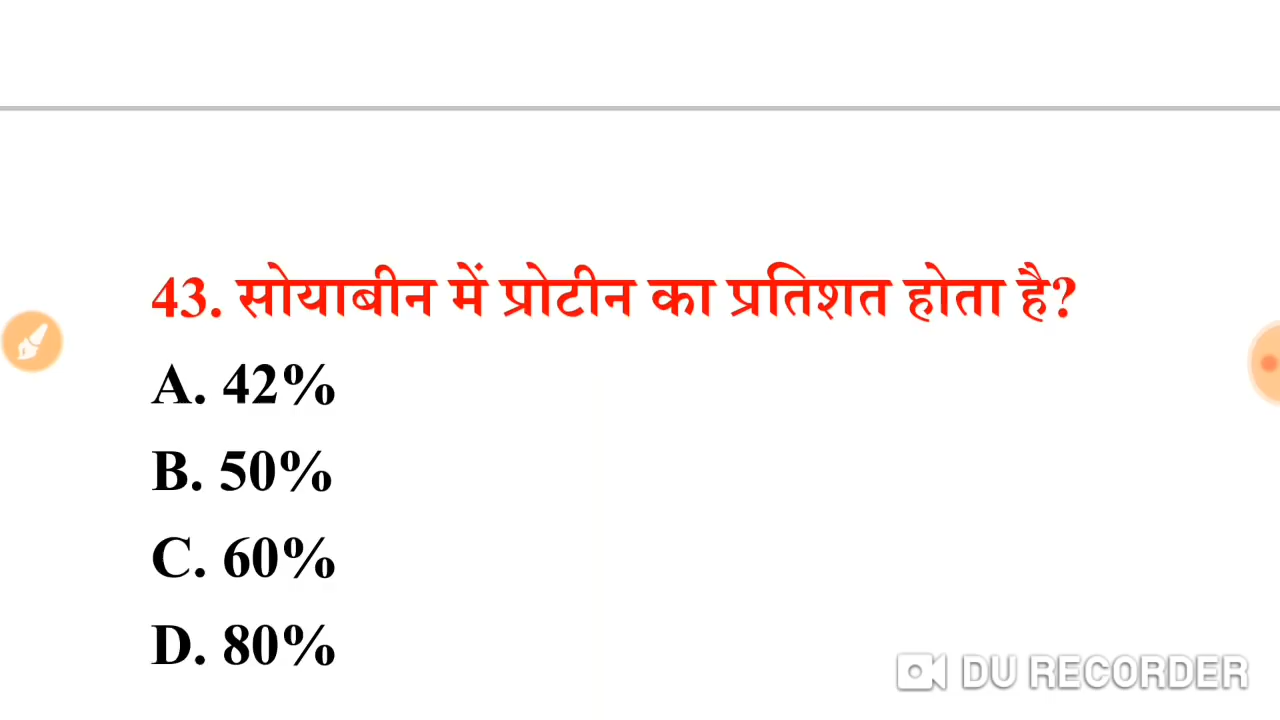 43. सोयाबीन में प्रोटीन का प्रतिशत होता है?
A. 42%
B. 50%
C. 60%
D. 80%
DU RECORDER